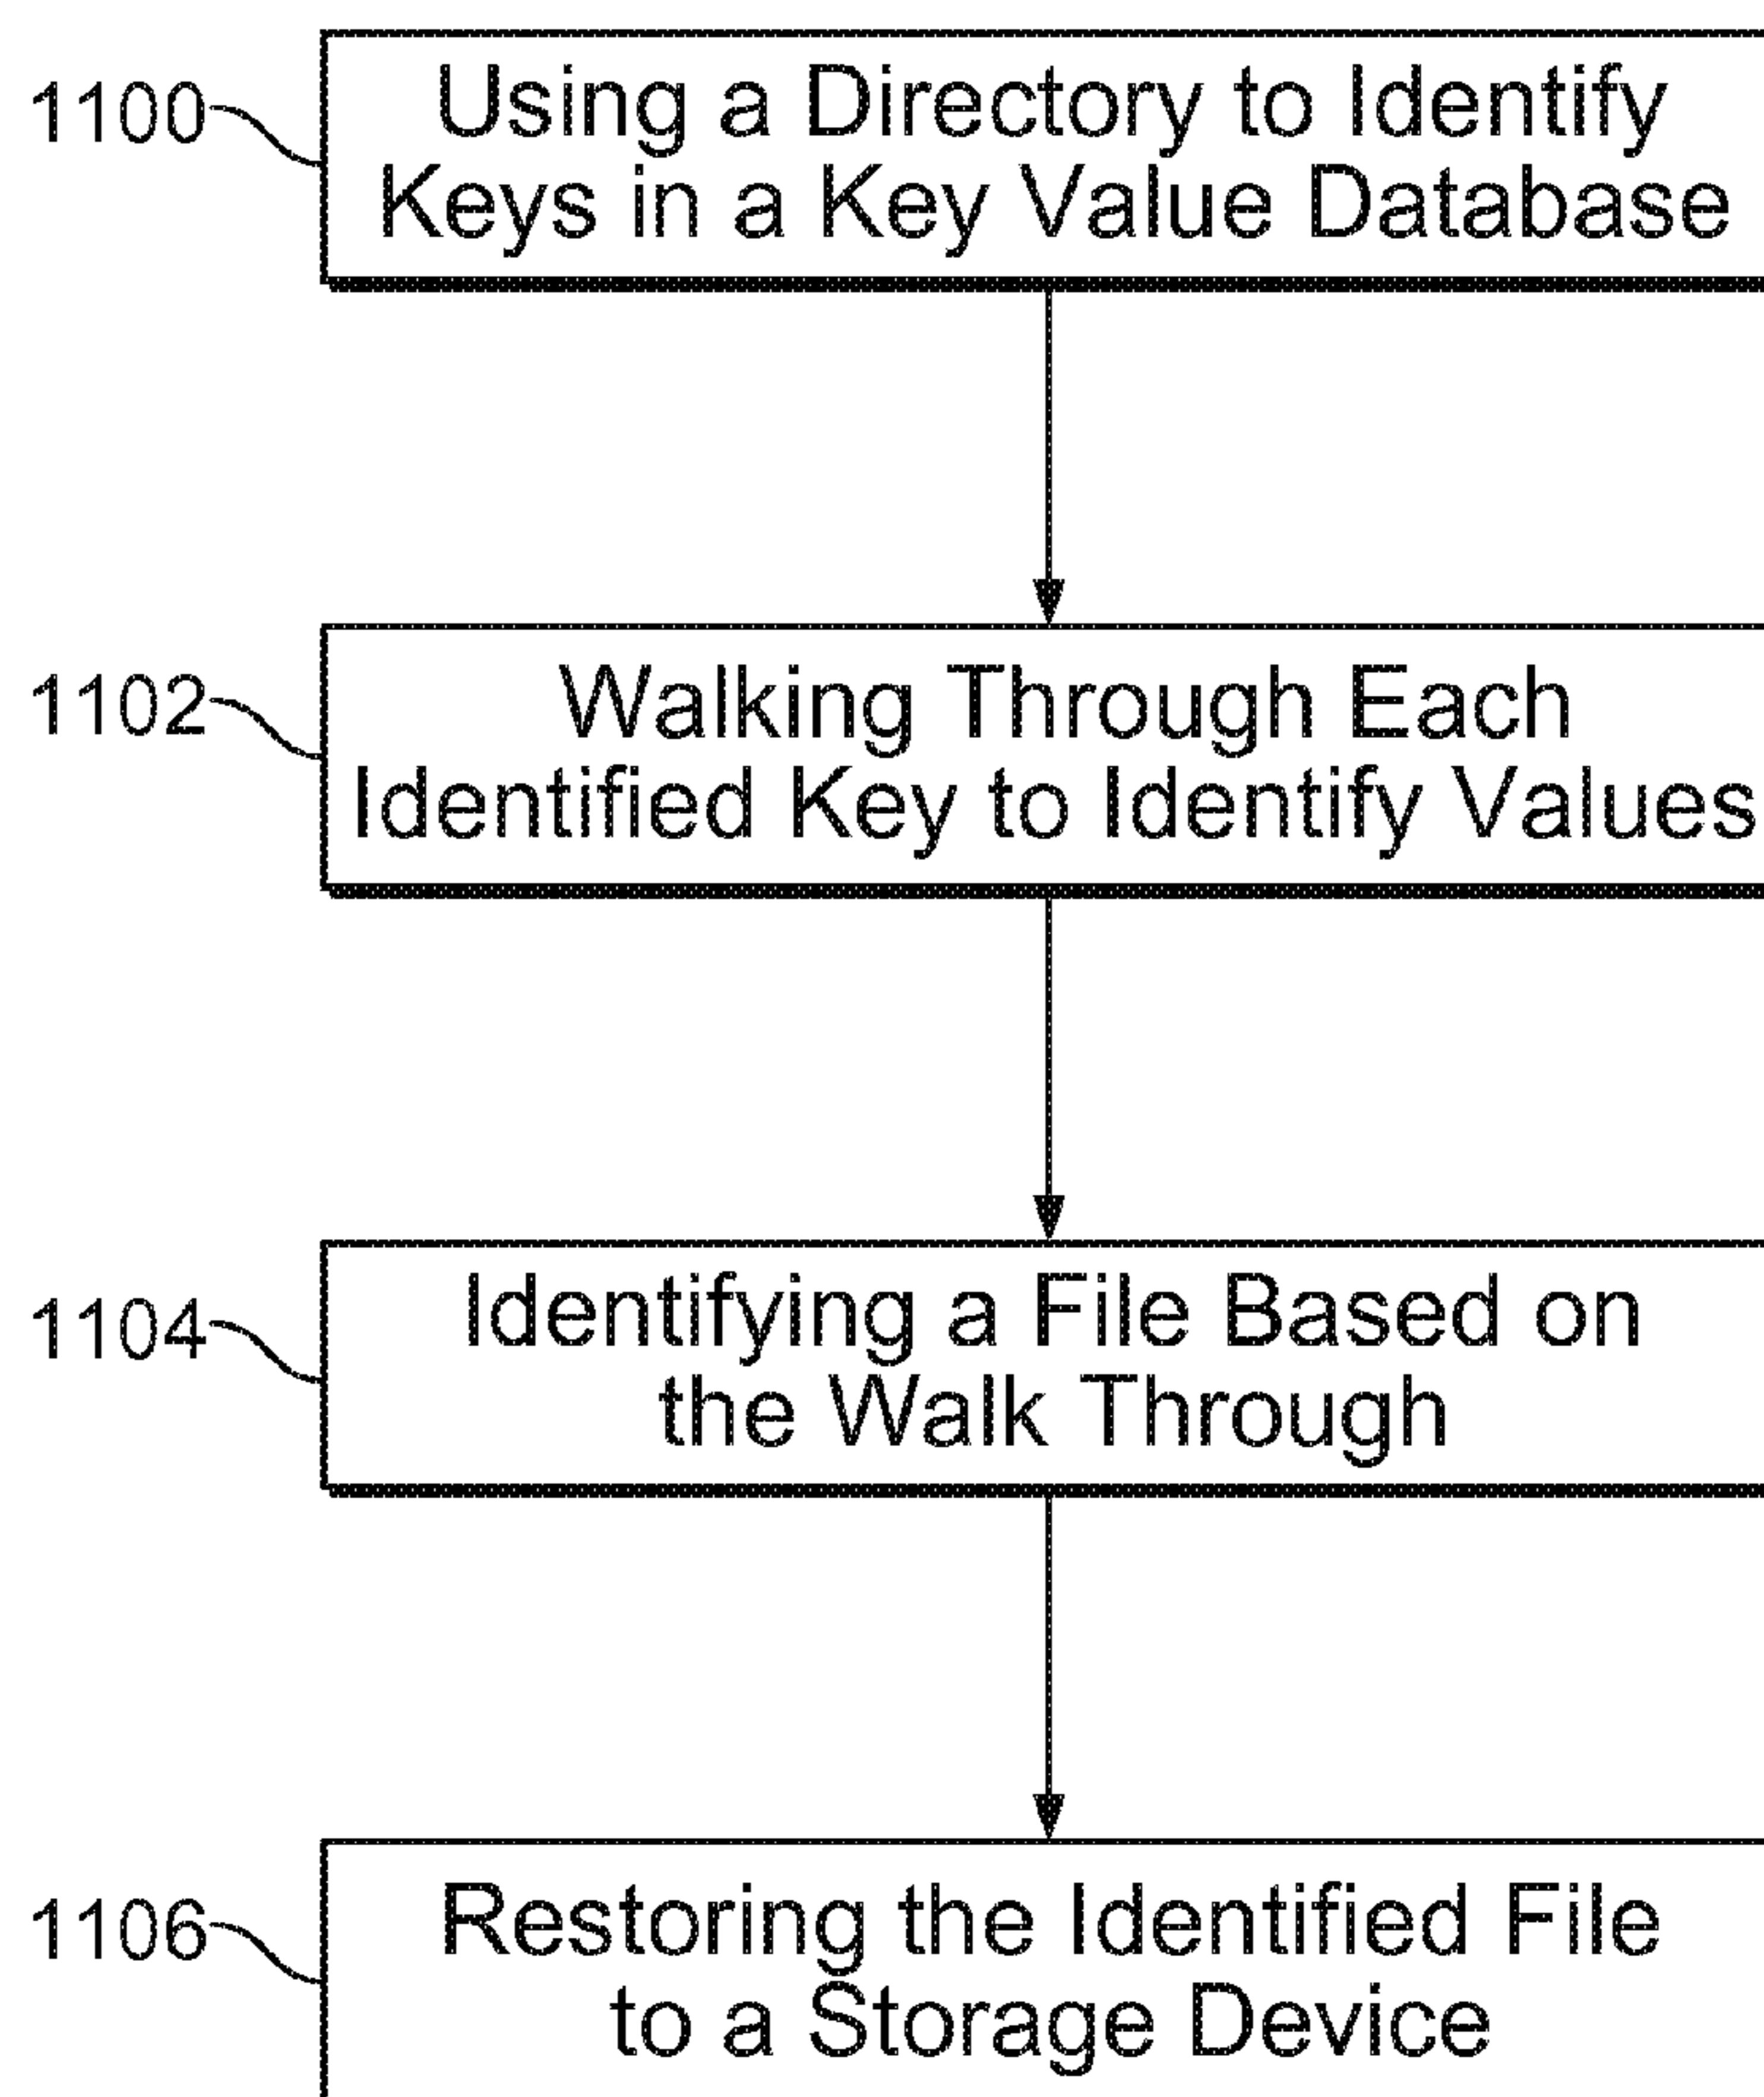 1100
Using a Directory to Identify
Keys in a Key Value Database
1102
Walking Through Each
Identified Key to Identify Values
1104
Identifying a File Based on
the Walk Through
1106
Restoring the Identified File
to a Storage Device